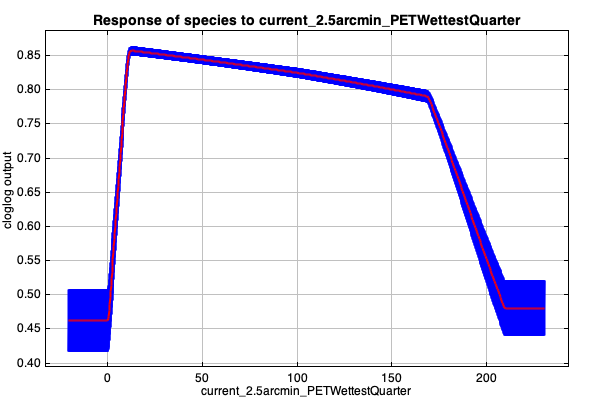 Response of species to current_2.5arcmin_PETWettestQuarter
0.85
0.80
0.75
0.70
0.65
0.60
0.55
0.50
0.45
0.40
cloglog output
0 50 100 150 200
current_2.5arcmin_PETWettestQuarter